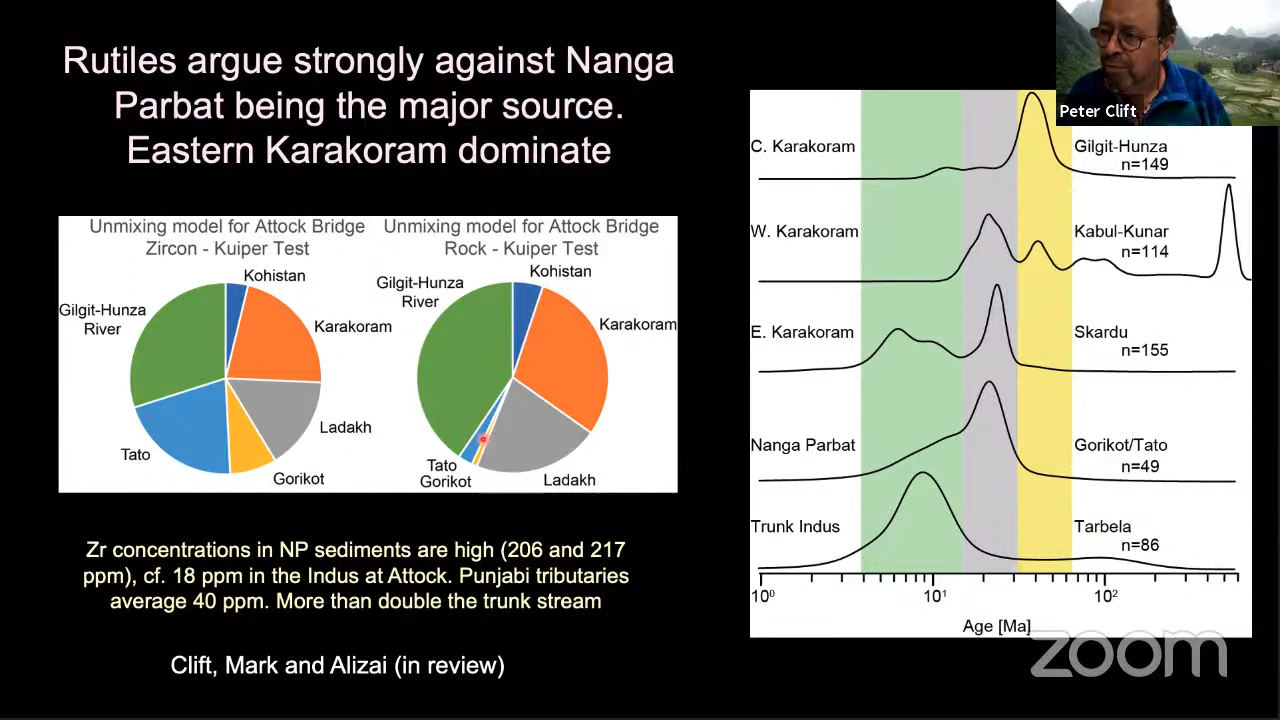 Rutiles argue strongly against Nanga
Parbat being the major source.
Eastern Karakoram dominate
Unmixing model for Attock Bridge
Zircon - Kuiper Test
Kohistan
Gilgit-Hunza
River
Karakoram
Ladakh
Tato
Gorikot
Unmixing model for Attock Bridge
Rock - Kuiper Test
Kohistan
Gilgit-Hunza
River
Karakoram
Tato
Gorikot
Ladakh
Zr concentrations in NP sediments are high (206 and 217
ppm), cf. 18 ppm in the Indus at Attock. Punjabi tributaries
average 40 ppm. More than double the trunk stream
Clift, Mark and Alizai (in review)
Peter Clift
C. Karakoram
Gilgit-Hunza
n=149
W. Karakoram
Kabul-Kunar
n=114
E. Karakoram
Skardu
n=155
Nanga Parbat
Gorikot/Tato
n=49
Trunk Indus
Tarbela
n=86
10⁰ 10¹ 10²
Age [Ma]
zoom